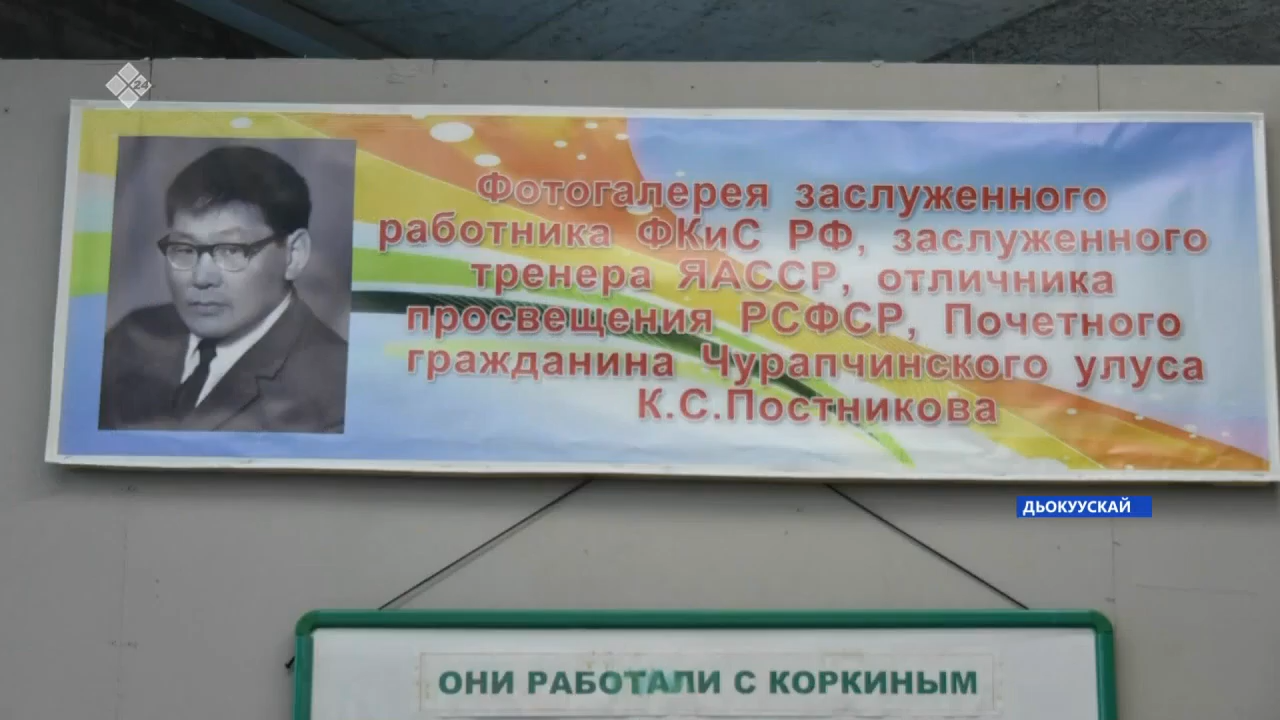 24
Фотогалерея заслуженного
работника ФКиС РФ, заслуженного
тренера ЯАССР, отличника
просвещения РСФСР, Почетного
гражданина Чурапчинского улуса
К.С.Постникова
ДЬОКУУСКАЙ
ОНИ РАБОТАЛИ С КОРКИНЫМ